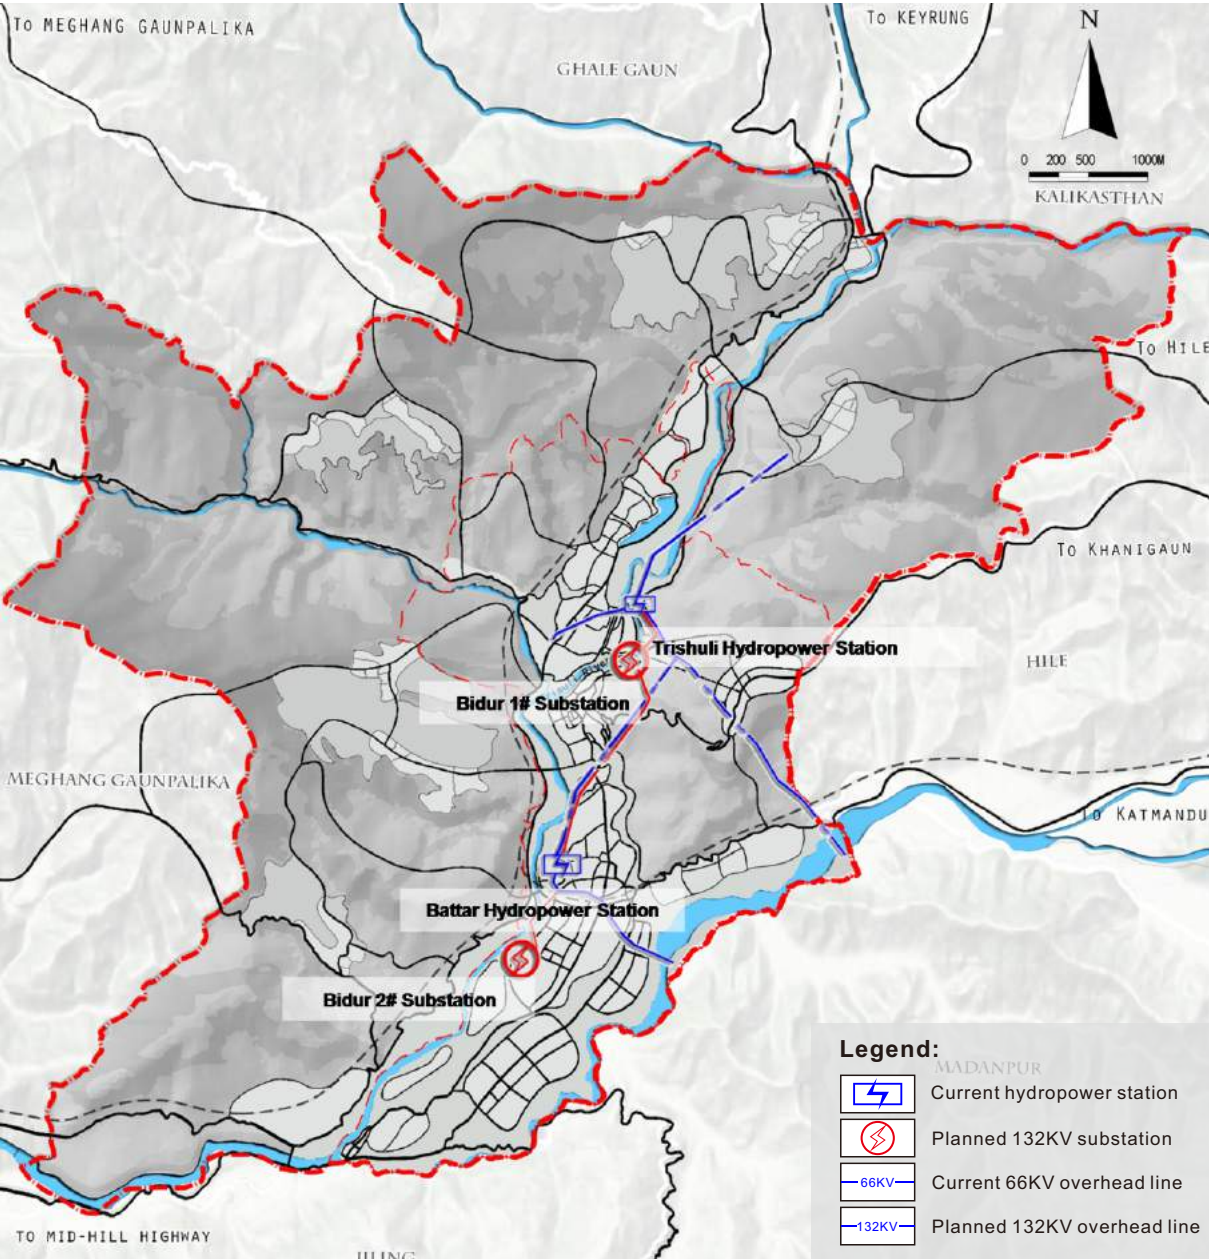 To MEGHANG GAUNPALIKA
To KEYRUNG
N
GHALE GAUN
0 200 500 1000M
KALIKASTHAN
To HILE
To KHANIGAUN
Trishuli Hydropower Station
HILE
River
Bidur 1# Substation
MEGHANG GAUNPALIKA
TO KATMANDU
Battar Hydropower Station
Bidur 2# Substation
Legend:
MADANPUR
Current hydropower station
Planned 132KV substation
66KV Current 66KV overhead line
132KV Planned 132KV overhead line
TO MID-HILL HIGHWAY